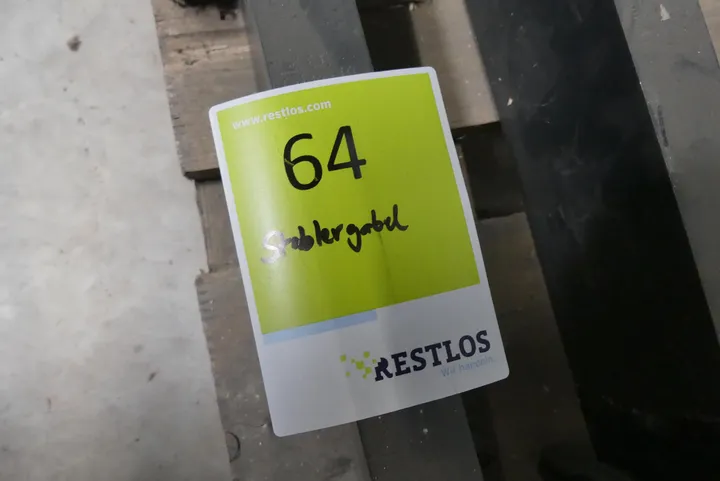 www.restlos.com
64
Stablergabel
RESTLOS
Wir handeln.